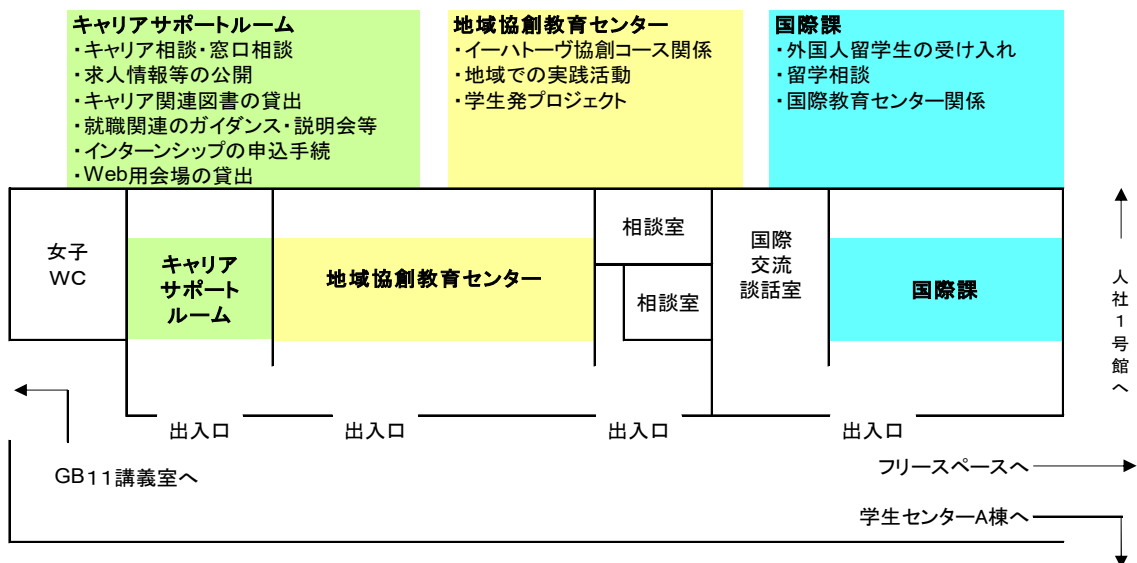 キャリアサポートルーム
・キャリア相談・窓口相談
・求人情報等の公開
・キャリア関連図書の貸出
・就職関連のガイダンス・説明会等
・インターンシップの申込手続
・Web用会場の貸出
地域協創教育センター
・イーハトーヴ協創コース関係
・地域での実践活動
・学生発プロジェクト
国際課
・外国人留学生の受け入れ
・留学相談
・国際教育センター関係
女子
WC
キャリア
サポート
ルーム
地域協創教育センター
相談室
相談室
国際
交流
談話室
国際課
人社1号館へ
出入口
出入口
出入口
出入口
GB11講義室へ
フリースペースへ
学生センターA棟へ